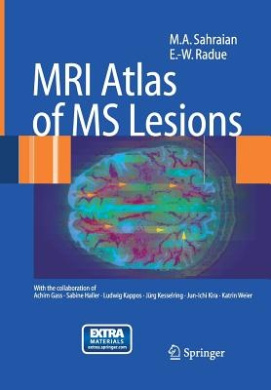 M.A. Sahraian
E.-W. Radue
MRI Atlas
of MS Lesions
With the collaboration of
Achim Gass · Sabine Haller · Ludwig Kappos · Jürg Kesselring · Jun-Ichi Kira · Katrin Weier
EXTRA
MATERIALS
extras.springer.com
Springer